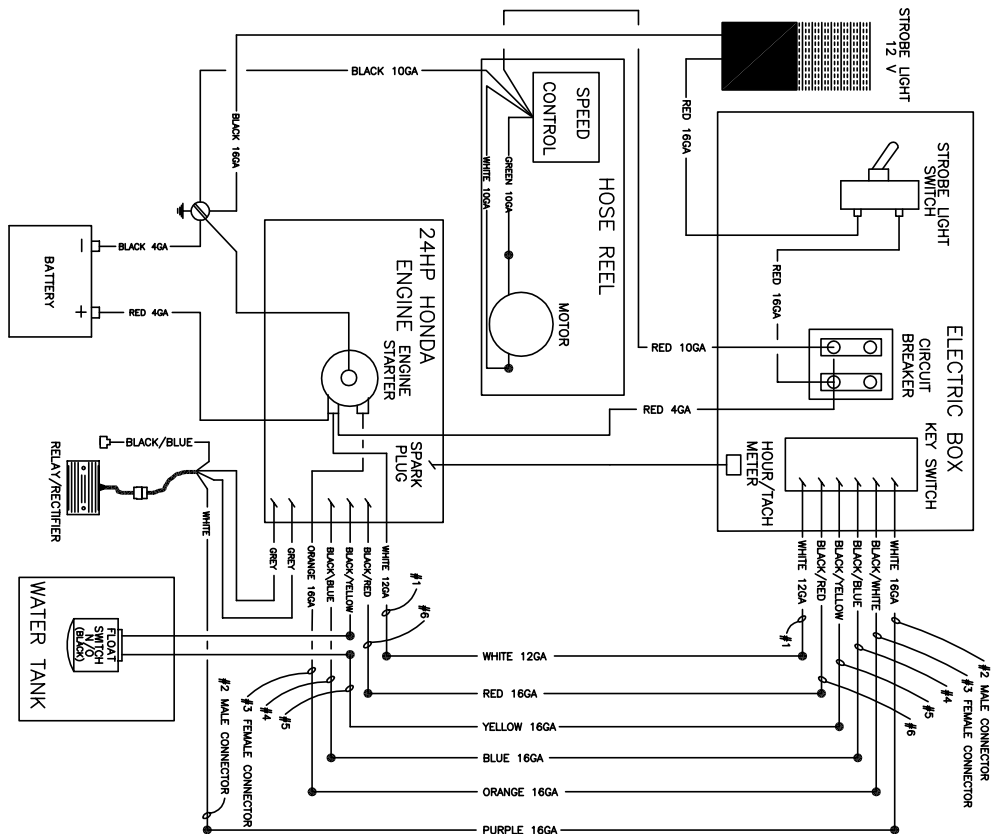 STROBE LIGHT
12 V
BLACK 10GA
SPEED
CONTROL
HOSE REEL
GREEN 10GA
WHITE 10GA
MOTOR
BLACK 16GA
RED 16GA
STROBE LIGHT
SWITCH
RED 16GA
ELECTRIC BOX
CIRCUIT
BREAKER
KEY SWITCH
HOUR/TACH
METER
RED 10GA
RED 4GA
BLACK 4GA
RED 4GA
−
+
BATTERY
24HP HONDA
ENGINE
ENGINE
STARTER
SPARK
PLUG
BLACK/BLUE
RELAY/RECTIFIER
WHITE
GREY
GREY
ORANGE 16GA
BLACK\BLUE
BLACK/YELLOW
BLACK/RED
WHITE 12GA
#1
#6
WHITE 12GA
BLACK/RED
BLACK/YELLOW
BLACK/BLUE
BLACK/WHITE
WHITE 16GA
#1
#6
#5
#4
#3 FEMALE CONNECTOR
#2 MALE CONNECTOR
WATER TANK
FLOAT
SWITCH
N/O
(BLACK)
#5
#4
#3 FEMALE CONNECTOR
#2 MALE CONNECTOR
WHITE 12GA
RED 16GA
YELLOW 16GA
BLUE 16GA
ORANGE 16GA
PURPLE 16GA